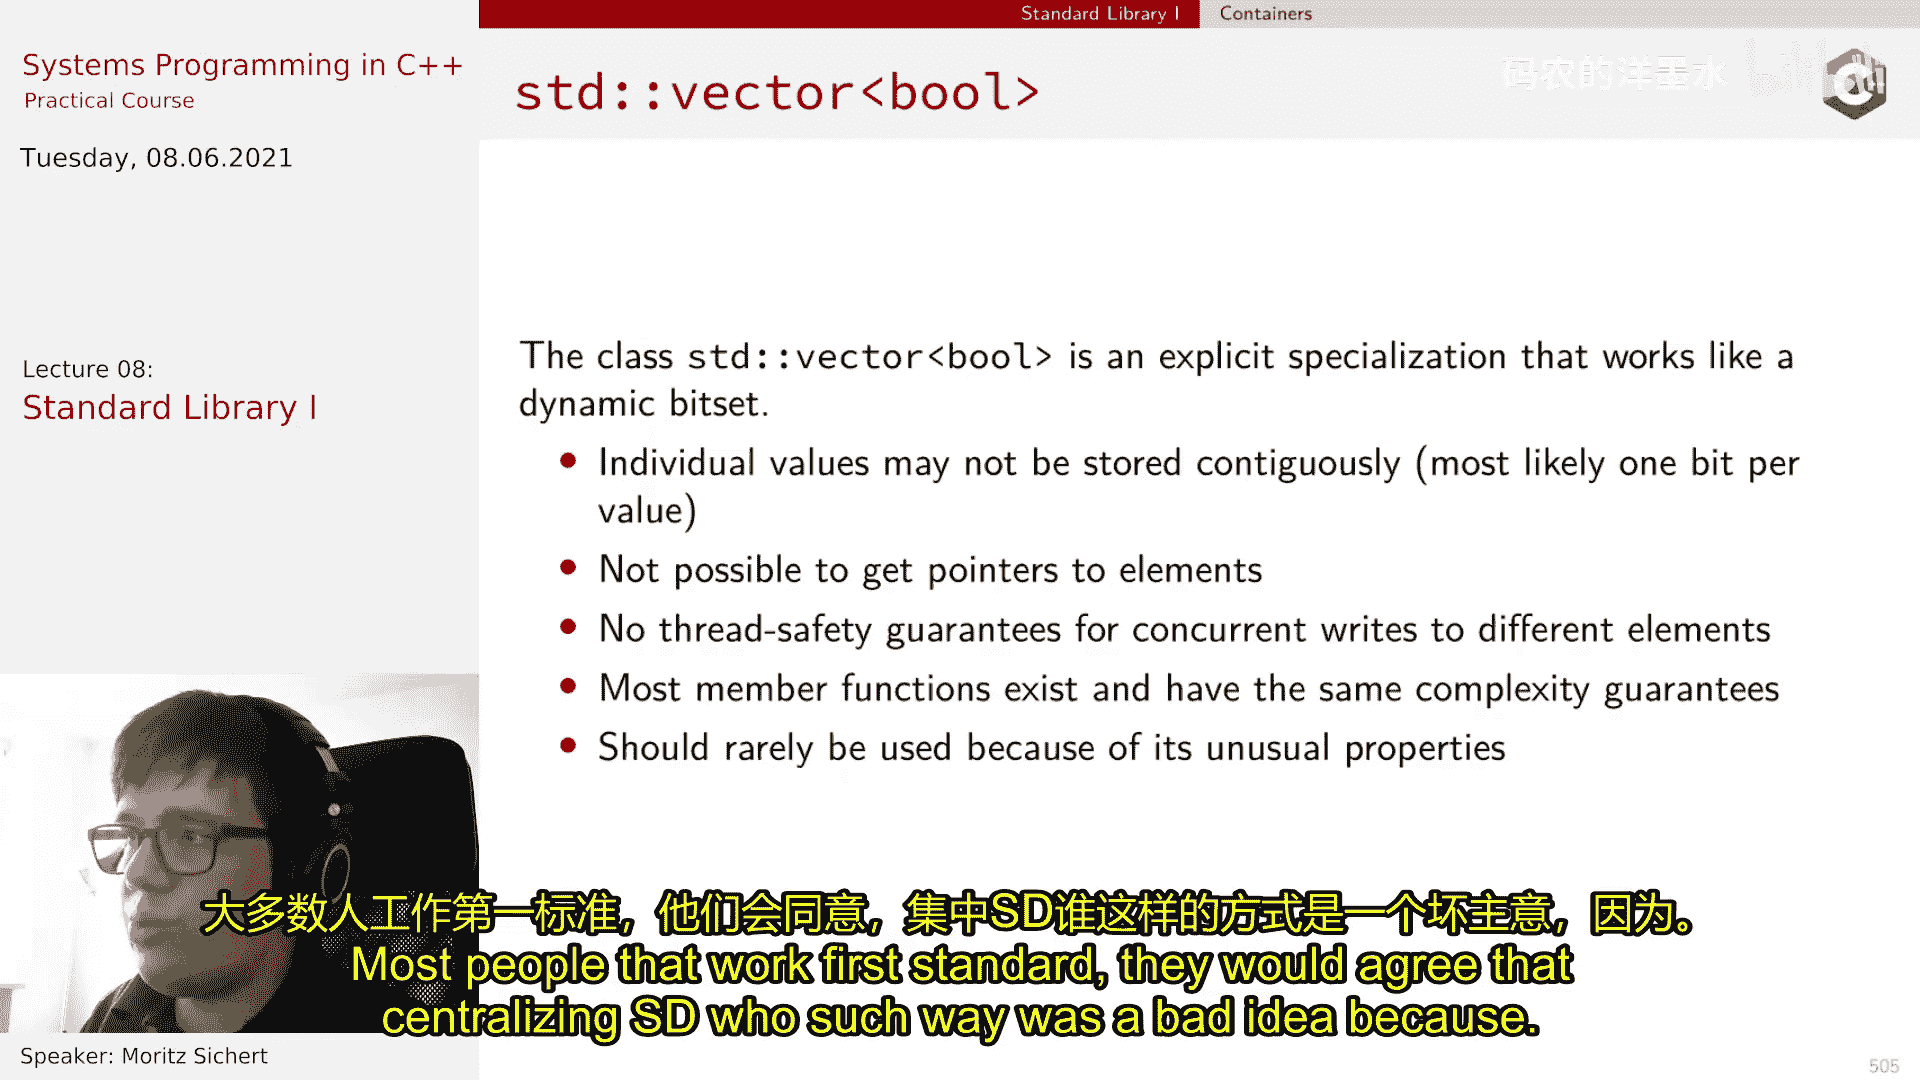 Standard Library I
Containers
Systems Programming in C++
Practical Course
std::vector<bool>
码农的洋墨水
Tuesday, 08.06.2021
Lecture 08:
Standard Library I
The class std::vector<bool> is an explicit specialization that works like a
dynamic bitset.
Individual values may not be stored contiguously (most likely one bit per
value)
Not possible to get pointers to elements
No thread-safety guarantees for concurrent writes to different elements
Most member functions exist and have the same complexity guarantees
Should rarely be used because of its unusual properties
大多数人工作第一标准，他们会同意，集中SD谁这样的方式是一个坏主意，因为。
Most people that work first standard, they would agree that
centralizing SD who such way was a bad idea because.
Speaker: Moritz Sichert
505